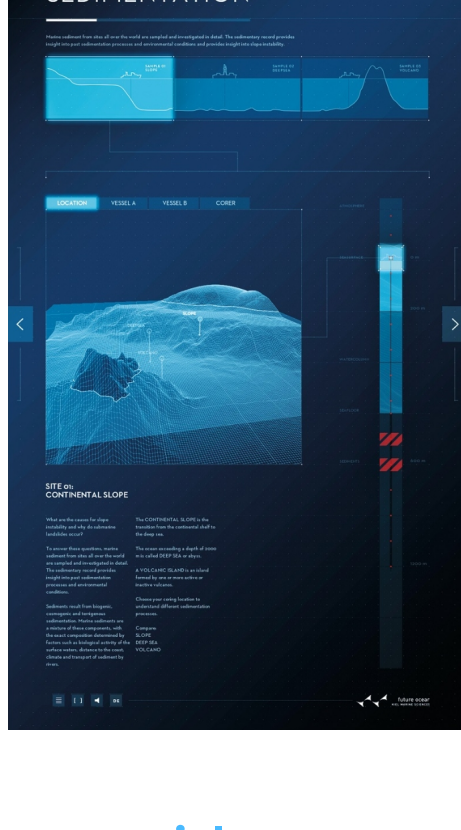 SEDIMENTATION
Marine sediment from sites all over the world are sampled and investigated in detail. The sedimentary record provides
insight into past sedimentation processes and environmental conditions and provides insight into slope instability.
SAMPLE 01
SLOPE
SAMPLE 02
DEEPSEA
SAMPLE 03
VOLCANO
LOCATION
VESSEL A
VESSEL B
CORER
SLOPE
VOLCANO
SITE 01:
CONTINENTAL SLOPE
What are the causes for slope
instability and why do submarine
landslides occur?
To answer these questions, marine
sediment from sites all over the world
are sampled and investigated in detail.
The sedimentary record provides
insight into past sedimentation
processes and environmental
conditions.
Sediments result from biogenic,
cosmogenic and terrigenous
sedimentation. Marine sediments are
a mixture of these components, with
the exact composition determined by
factors such as biological activity of the
surface waters, distance to the coast,
climate and transport of sediment by
rivers.
The CONTINENTAL SLOPE is the
transition from the continental shelf to
the deep sea.
The ocean exceeding a depth of 2000
m is called DEEP SEA or abyss.
A VOLCANIC ISLAND is an island
formed by one or more active or
inactive volcanos.
Choose your coring location to
understand different sedimentation
processes.
Compare:
SLOPE
DEEP SEA
VOLCANO
DE
future ocean
KIEL MARINE SCIENCES